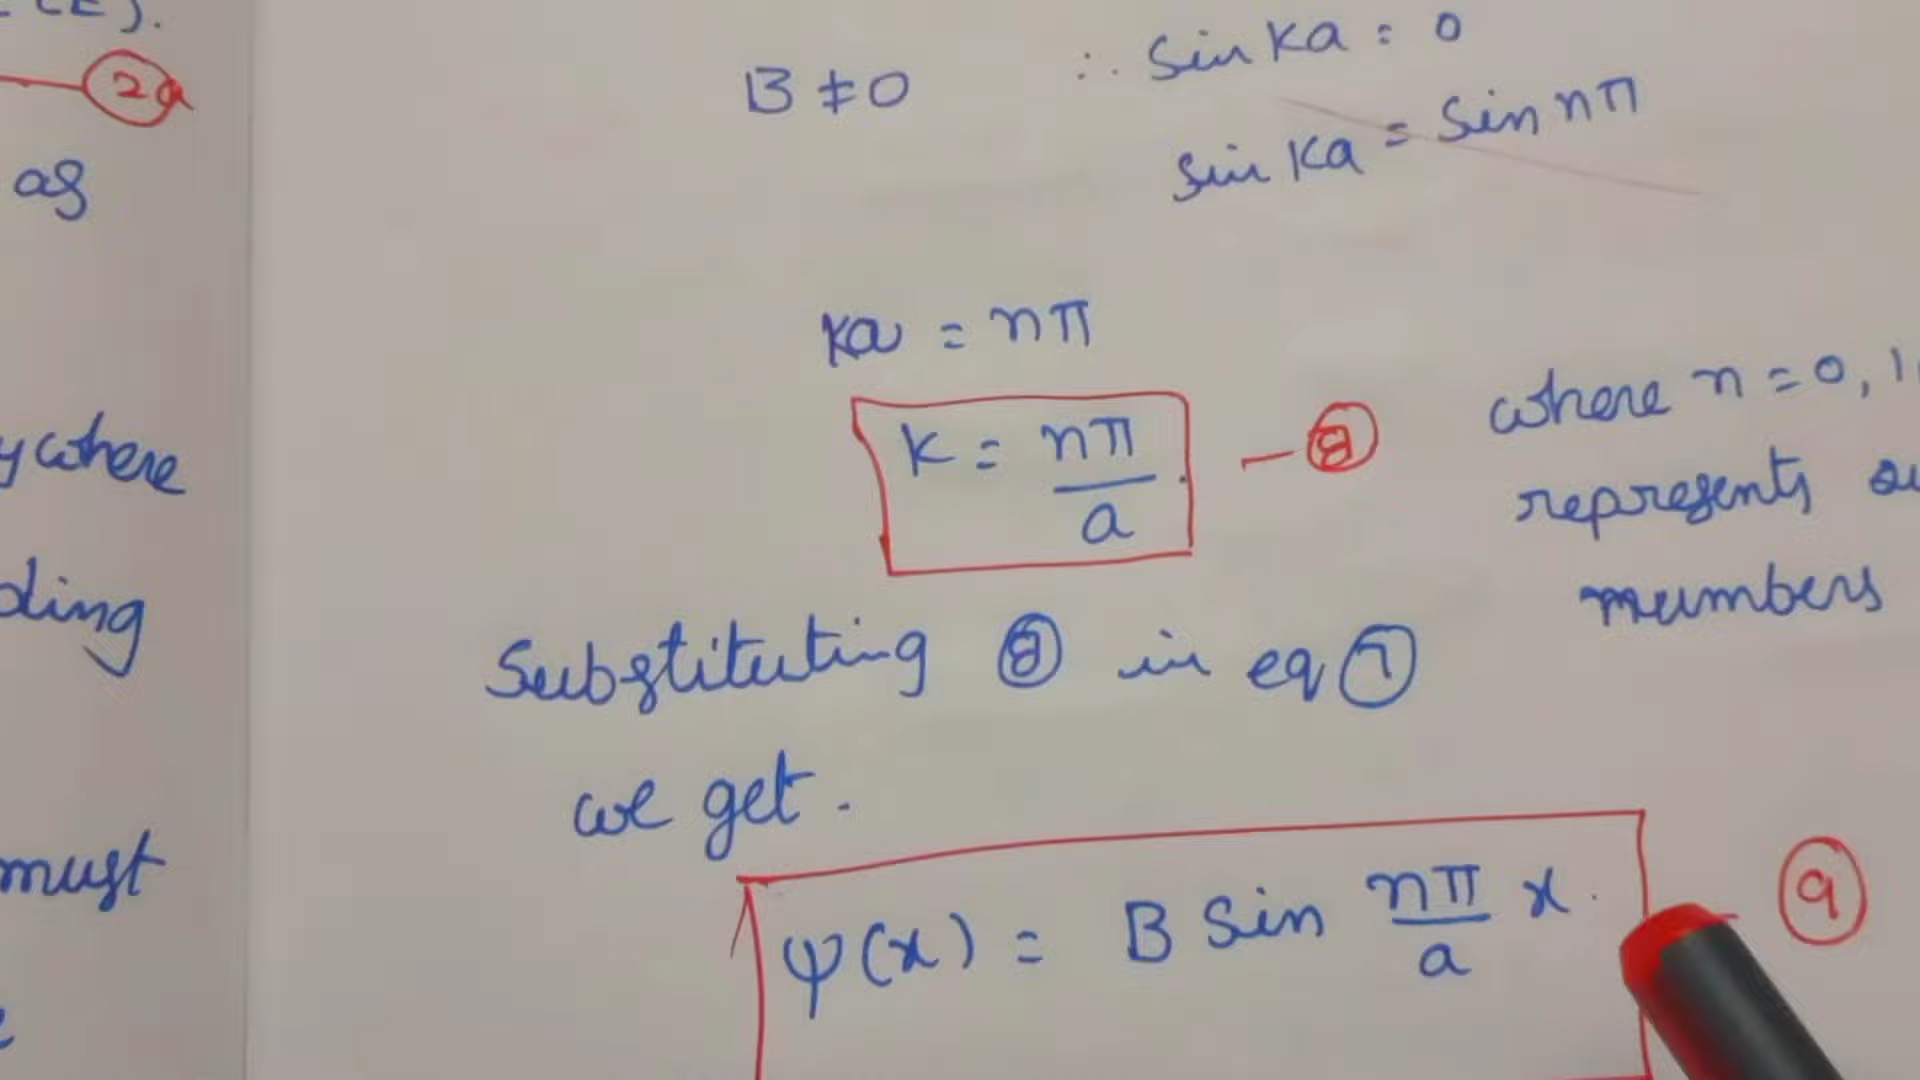 2a
as
where
ding
must
B ≠ 0 ∴ Sin Ka = 0
sin Ka = Sin nπ
Ka = nπ
K = nπ/a. — 8
where n = 0, 1,
represents
numbers
Substituting 8 in eq 7
we get.
ψ(x) = B Sin nπ/a x. 9